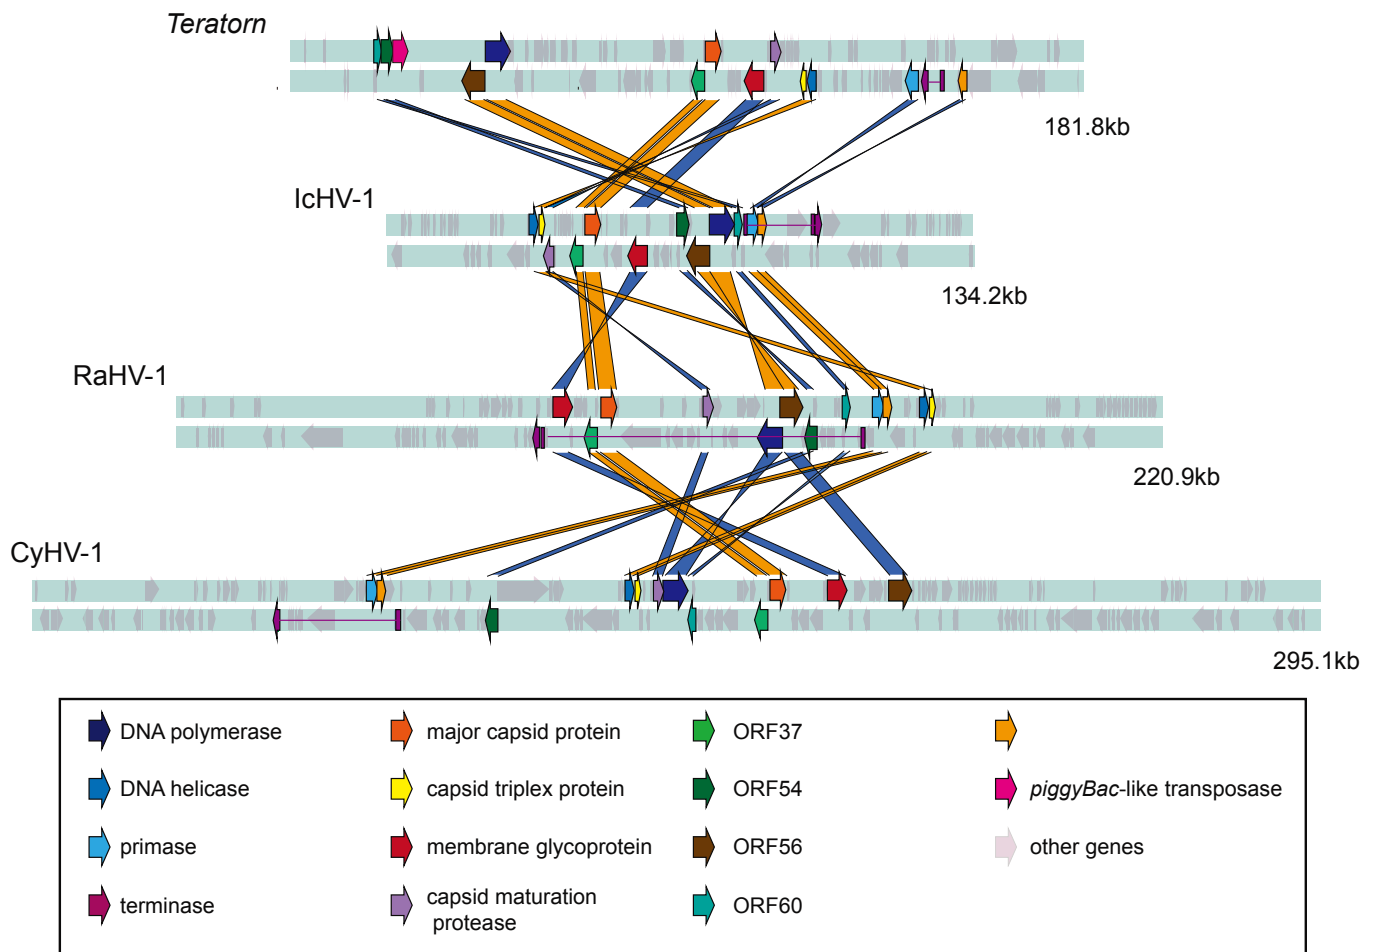 Teratorn
181.8kb
IcHV-1
134.2kb
RaHV-1
220.9kb
CyHV-1
295.1kb
DNA polymerase
DNA helicase
primase
terminase
major capsid protein
capsid triplex protein
membrane glycoprotein
capsid maturation
protease
ORF37
ORF54
ORF56
ORF60
piggyBac-like transposase
other genes